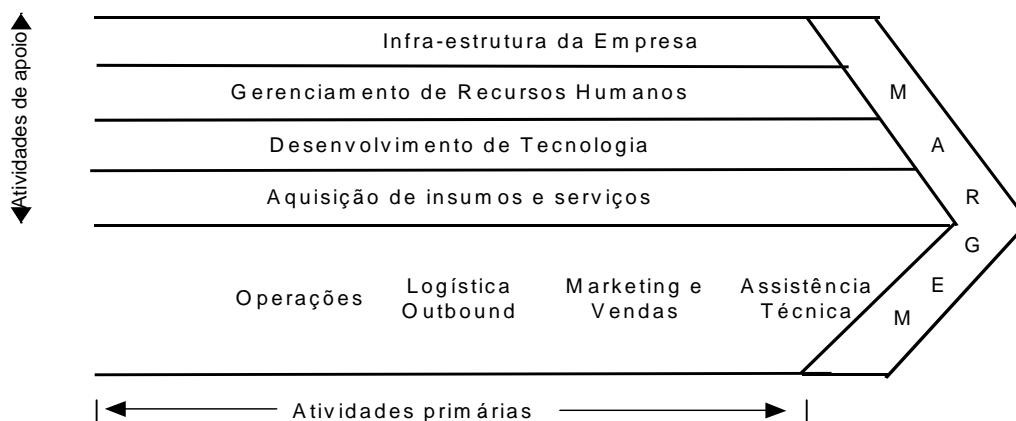 Atividades de apoio
Infra-estrutura da Empresa
Gerenciamento de Recursos Humanos
Desenvolvimento de Tecnologia
Aquisição de insumos e serviços
MARGEM
Operações
Logística
Outbound
Marketing e
Vendas
Assistência
Técnica
Atividades primárias